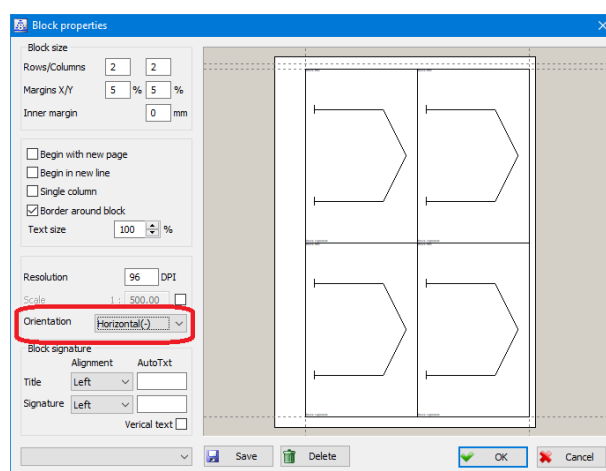 Block properties
Block size
Rows/Columns 2 2
Margins X/Y 5 % 5 %
Inner margin 0 mm
Begin with new page
Begin in new line
Single column
Border around block
Text size 100 %
Resolution 96 DPI
Scale 1 : 500.00
Orientation Horizontal(-)
Block signature
Alignment AutoTxt
Title Left
Signature Left
Verical text
Save Delete OK Cancel